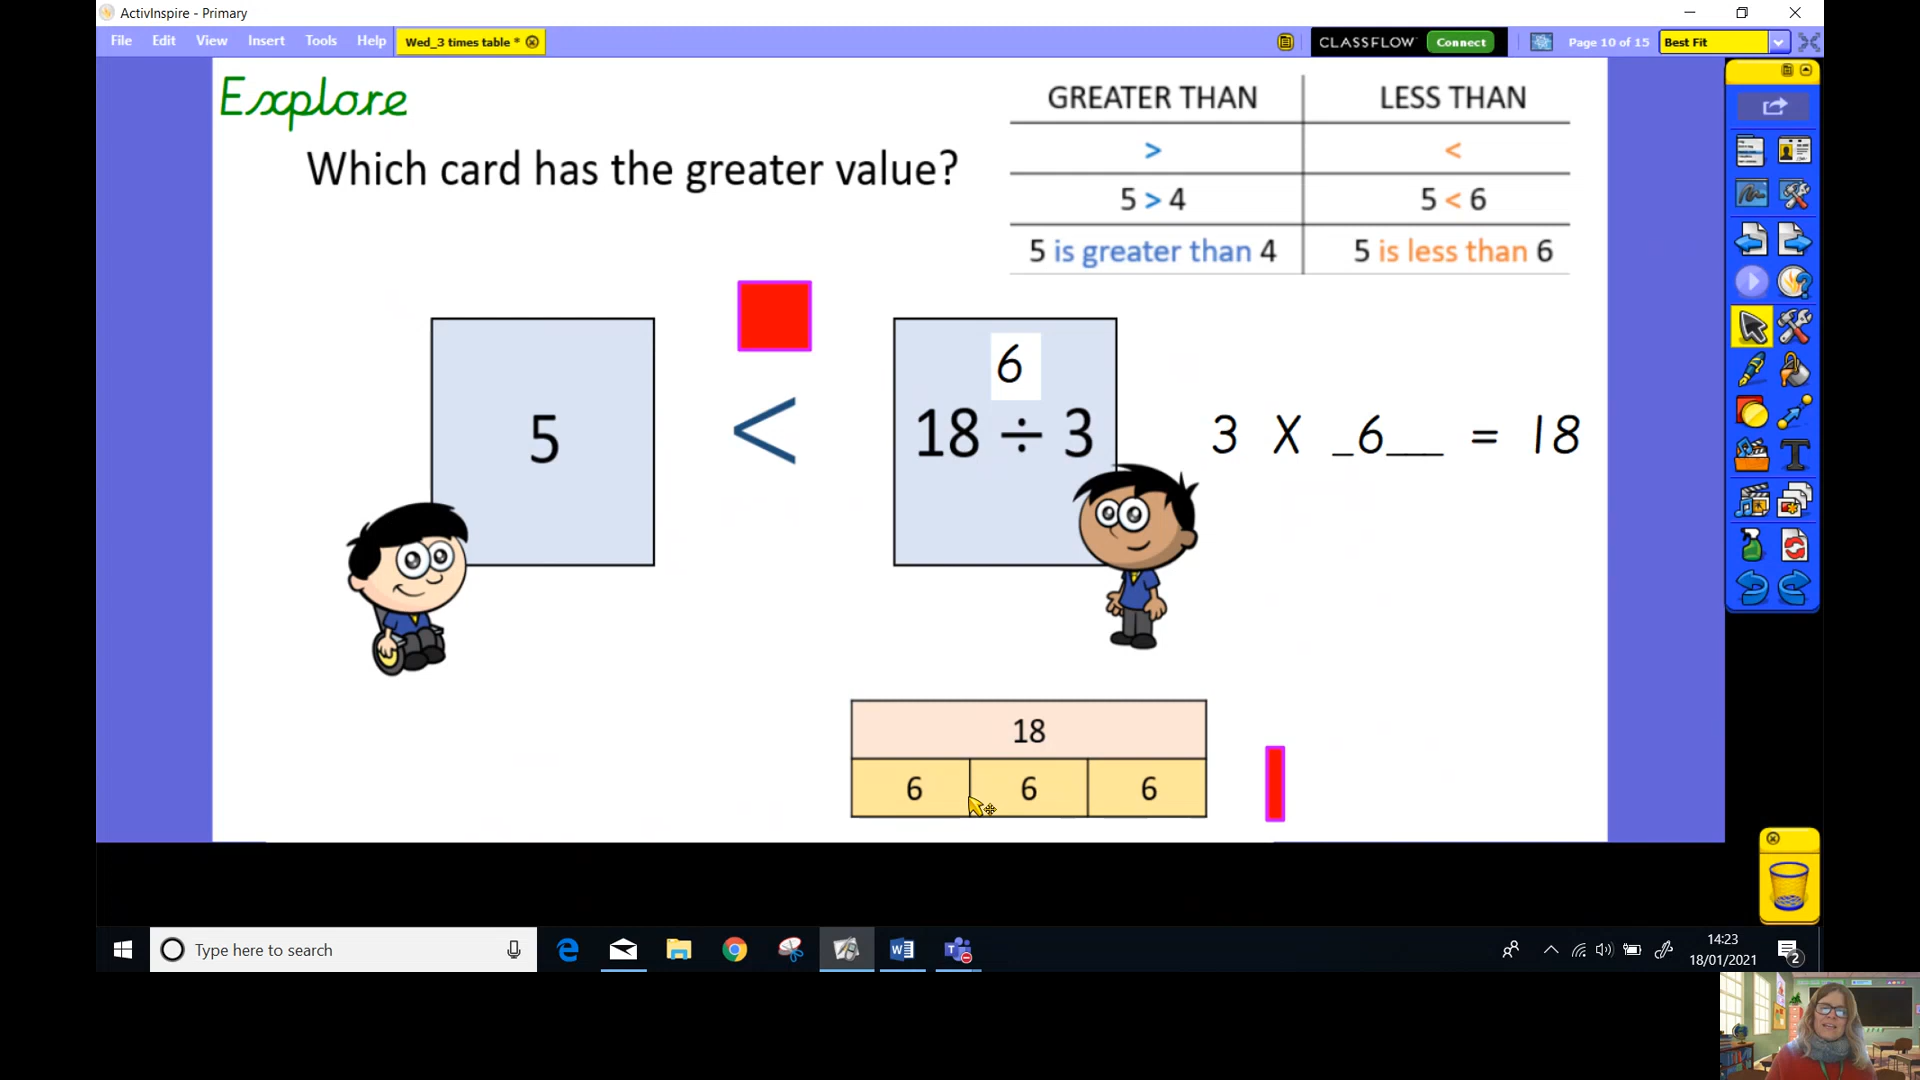 ActivInspire - Primary
File Edit View Insert Tools Help Wed_3 times table * CLASSFLOW Connect Page 10 of 15 Best Fit
Explore
Which card has the greater value?
GREATER THAN LESS THAN
> <
5 > 4 5 < 6
5 is greater than 4 5 is less than 6
6
5 < 18 ÷ 3 3 X _6___ = 18
18
6 6 6
Type here to search
14:23
18/01/2021
2